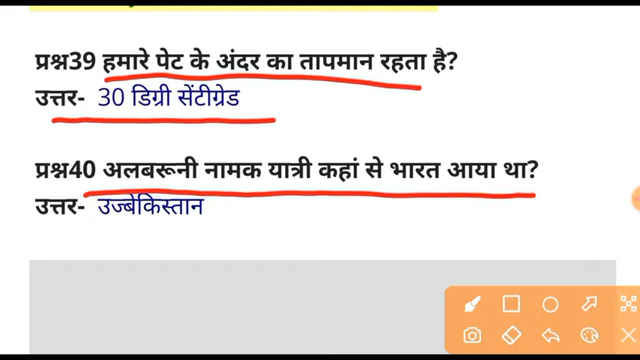 प्रश्न39 हमारे पेट के अंदर का तापमान रहता है?
उत्तर- 30 डिग्री सेंटीग्रेड
प्रश्न40 अलबरूनी नामक यात्री कहां से भारत आया था?
उत्तर- उज्बेकिस्तान